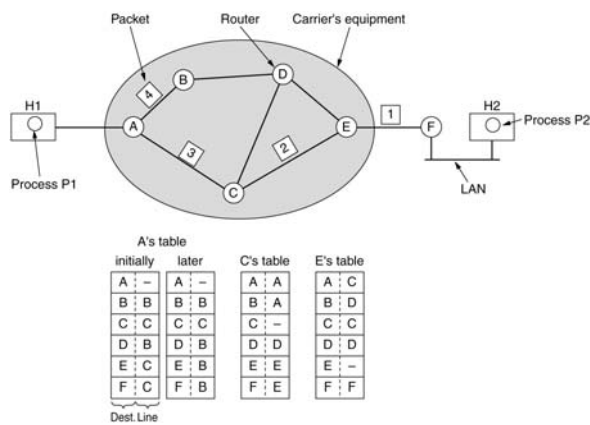 Packet
Router
Carrier's equipment
H1
4
B
D
1
H2
A
E
F
Process P2
3
2
Process P1
C
LAN
A's table
initially later C's table E's table
A – A – A A A C
B B B B B A B D
C C C C C – C C
D B D B D D D D
E C E B E E E –
F C F B F E F F
Dest. Line